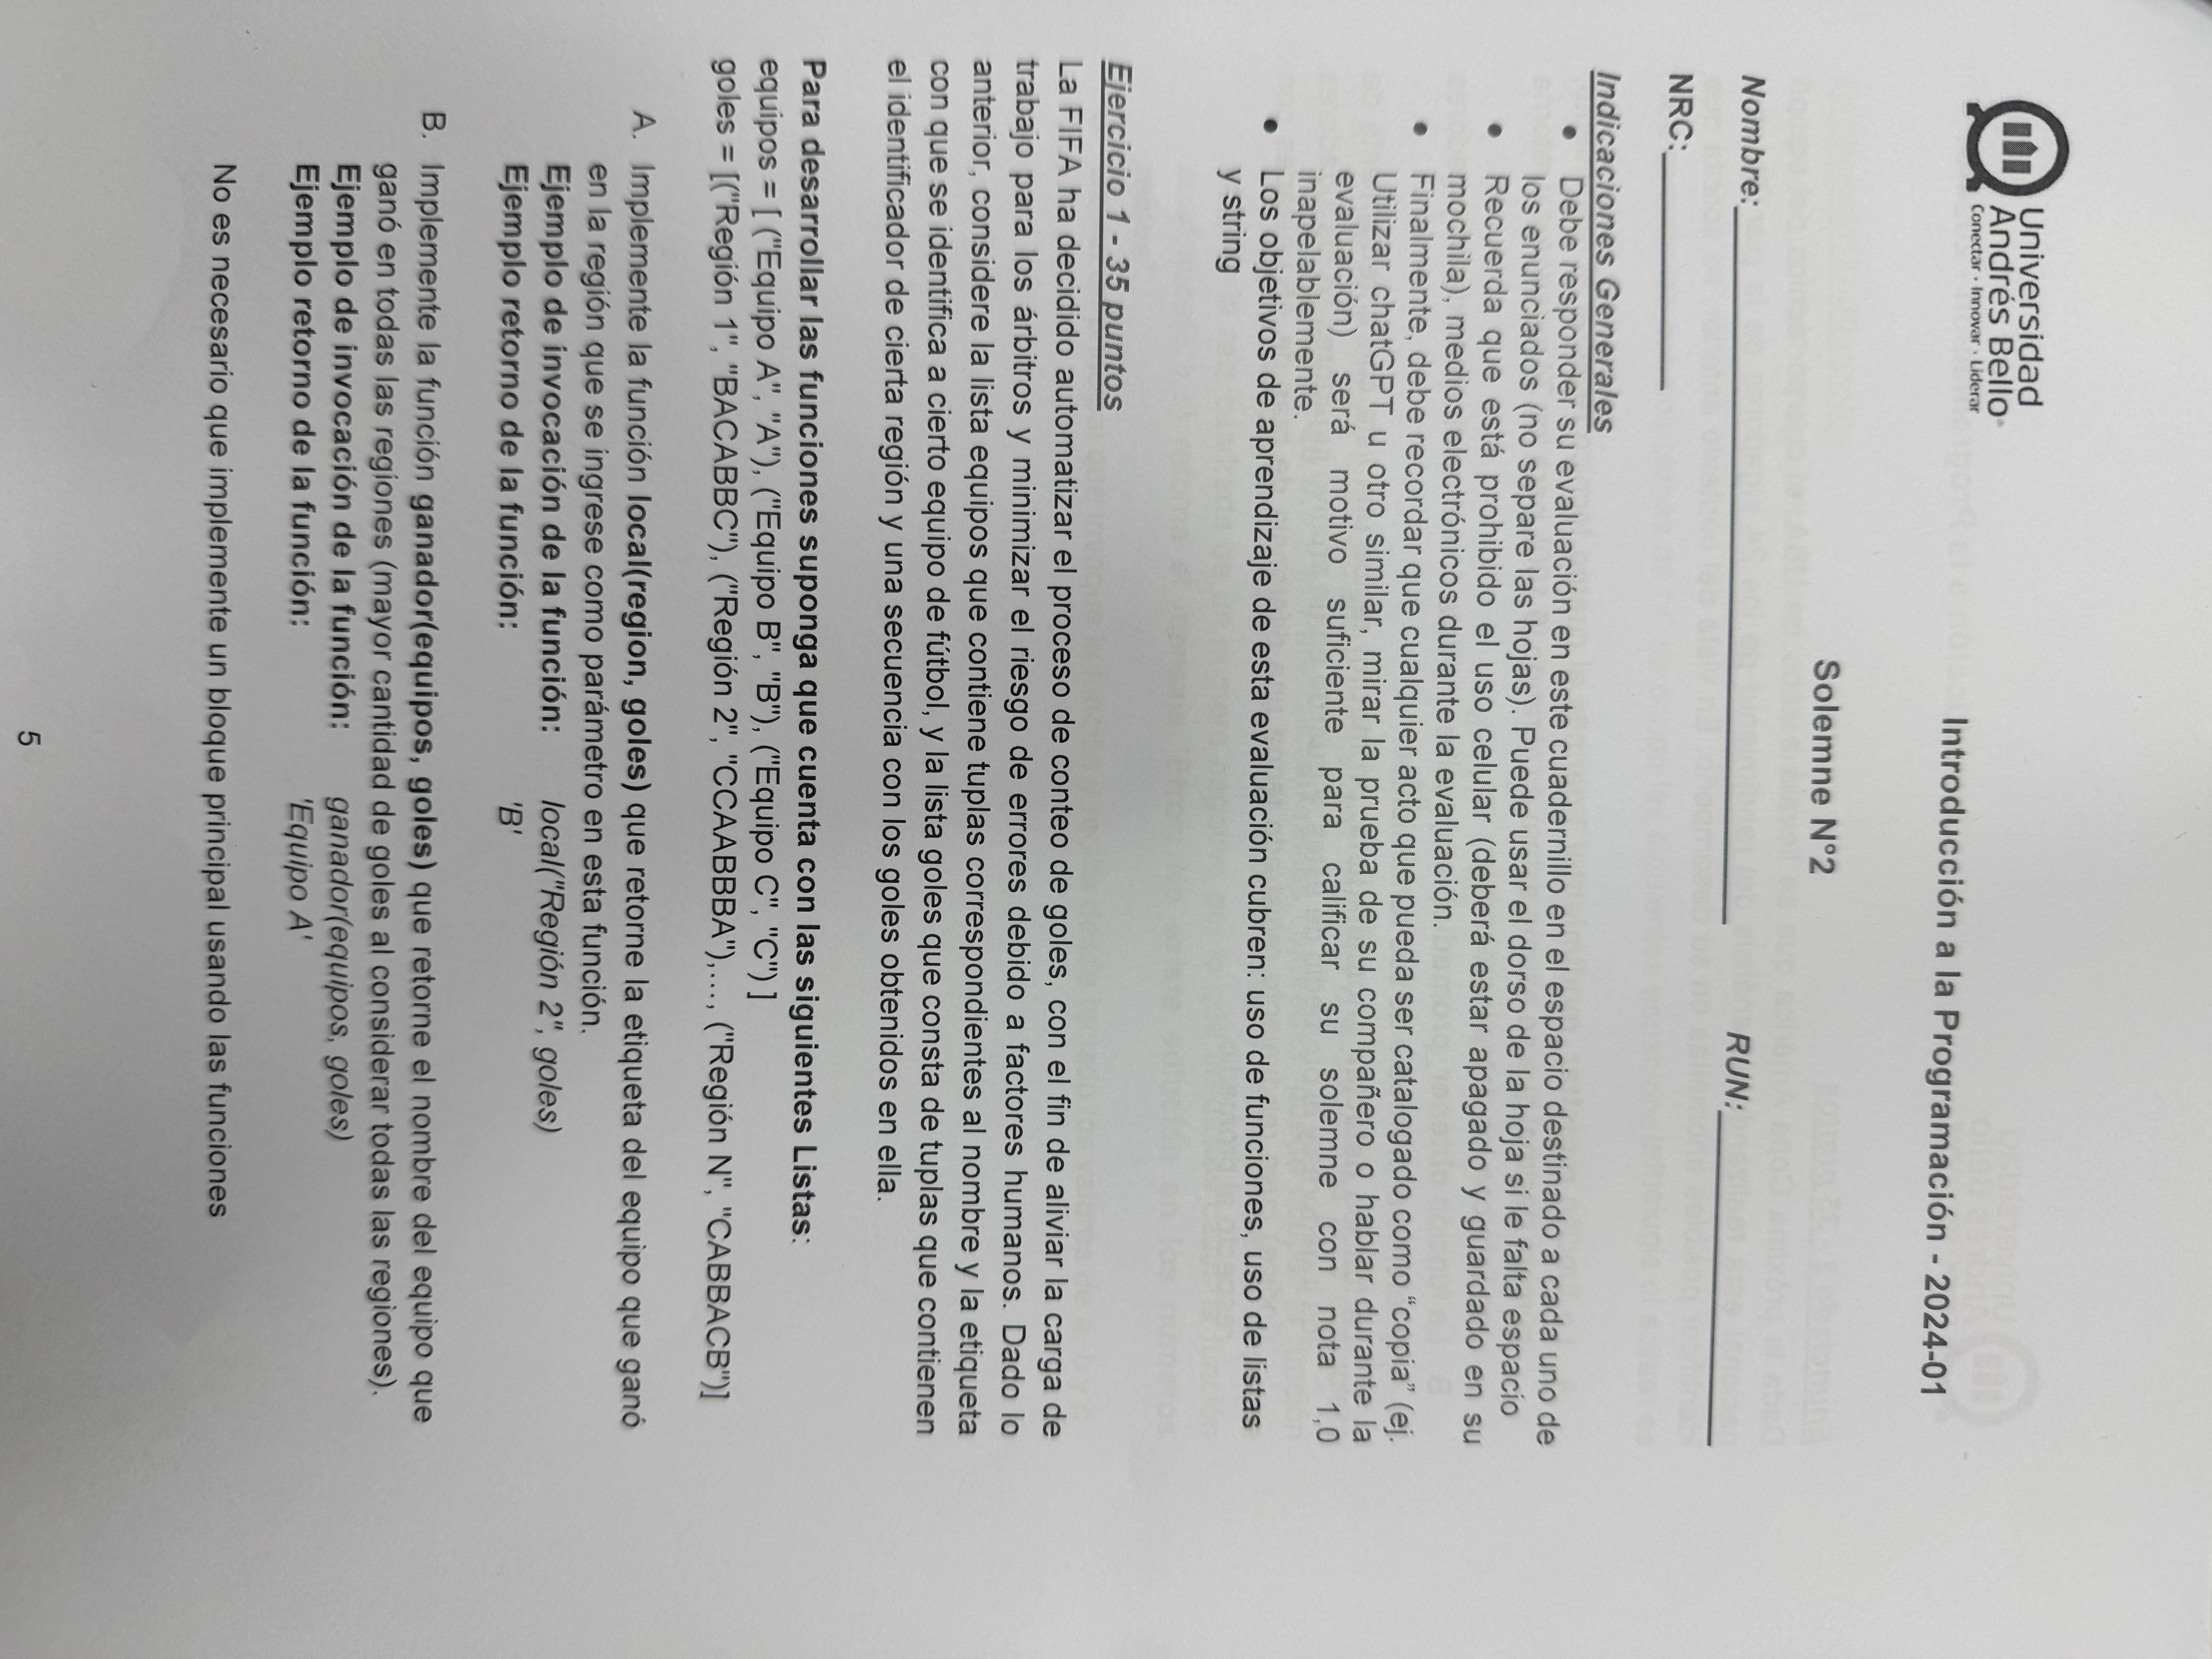 Universidad
Andrés Bello
Conectar · Innovar · Liderar
Introducción a la Programación - 2024-01
Solemne N°2
Nombre: RUN:
NRC:
Indicaciones Generales
• Debe responder su evaluación en este cuadernillo en el espacio destinado a cada uno de
los enunciados (no separe las hojas). Puede usar el dorso de la hoja si le falta espacio
• Recuerda que está prohibido el uso celular (deberá estar apagado y guardado en su
mochila), medios electrónicos durante la evaluación.
• Finalmente, debe recordar que cualquier acto que pueda ser catalogado como “copia” (ej.
Utilizar chatGPT u otro similar, mirar la prueba de su compañero o hablar durante la
evaluación) será motivo suficiente para calificar su solemne con nota 1,0
inapelablemente.
• Los objetivos de aprendizaje de esta evaluación cubren: uso de funciones, uso de listas
y string
Ejercicio 1 - 35 puntos
La FIFA ha decidido automatizar el proceso de conteo de goles, con el fin de aliviar la carga de
trabajo para los árbitros y minimizar el riesgo de errores debido a factores humanos. Dado lo
anterior, considere la lista equipos que contiene tuplas correspondientes al nombre y la etiqueta
con que se identifica a cierto equipo de fútbol, y la lista goles que consta de tuplas que contienen
el identificador de cierta región y una secuencia con los goles obtenidos en ella.
Para desarrollar las funciones suponga que cuenta con las siguientes Listas:
equipos = [ ("Equipo A", "A"), ("Equipo B", "B"), ("Equipo C", "C") ]
goles = [("Región 1", "BACABBC"), ("Región 2", "CCAABBBA"),..., ("Región N", "CABBACB")]
A. Implemente la función local(region, goles) que retorne la etiqueta del equipo que ganó
en la región que se ingrese como parámetro en esta función.
Ejemplo de invocación de la función: local("Región 2", goles)
Ejemplo retorno de la función: 'B'
B. Implemente la función ganador(equipos, goles) que retorne el nombre del equipo que
ganó en todas las regiones (mayor cantidad de goles al considerar todas las regiones).
Ejemplo de invocación de la función: ganador(equipos, goles)
Ejemplo retorno de la función: 'Equipo A'
No es necesario que implemente un bloque principal usando las funciones
5